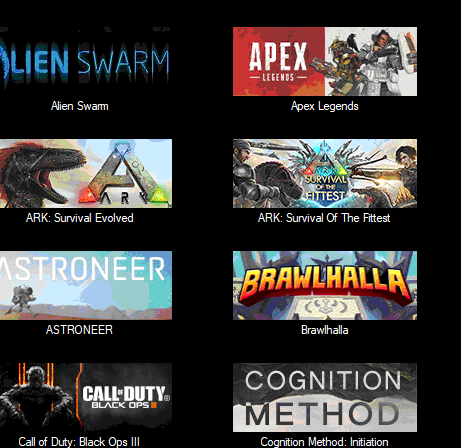 ALIEN SWARM
APEX
LEGENDS
Alien Swarm
Apex Legends
ARK
SURVIVAL
OF THE
FITTEST
ARK: Survival Evolved
ARK: Survival Of The Fittest
ASTRONEER
BRAWLHALLA
ASTRONEER
Brawlhalla
CALL OF DUTY
BLACK OPS III
COGNITION
METHOD
Call of Duty: Black Ops III
Cognition Method: Initiation